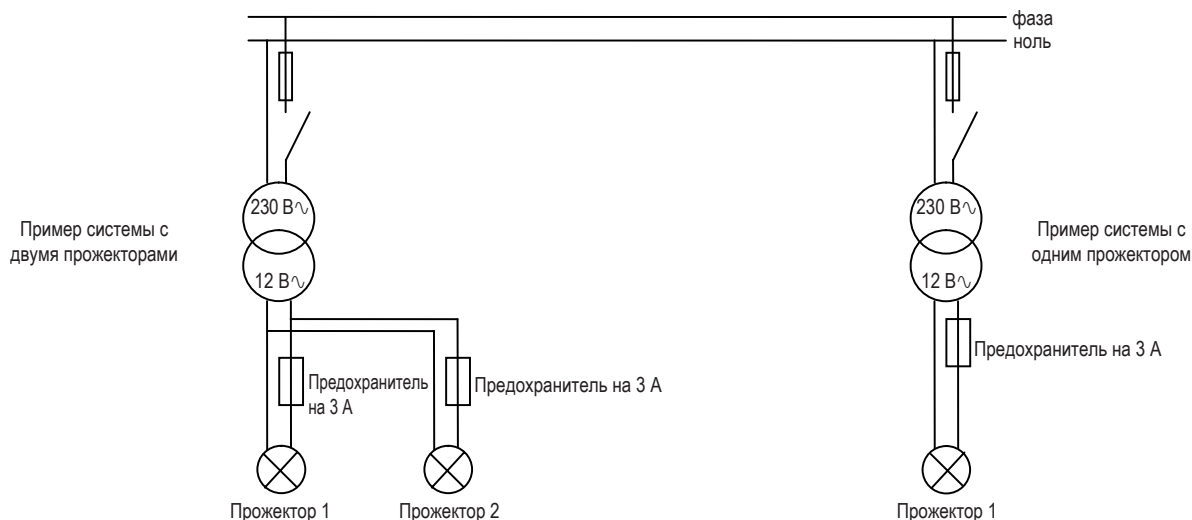 фаза
ноль
230 В∿
230 В∿
Пример системы с
двумя прожекторами
Пример системы с
одним прожектором
12 В∿
12 В∿
Предохранитель на 3 А
Предохранитель
на 3 А
Предохранитель на 3 А
Прожектор 1
Прожектор 2
Прожектор 1